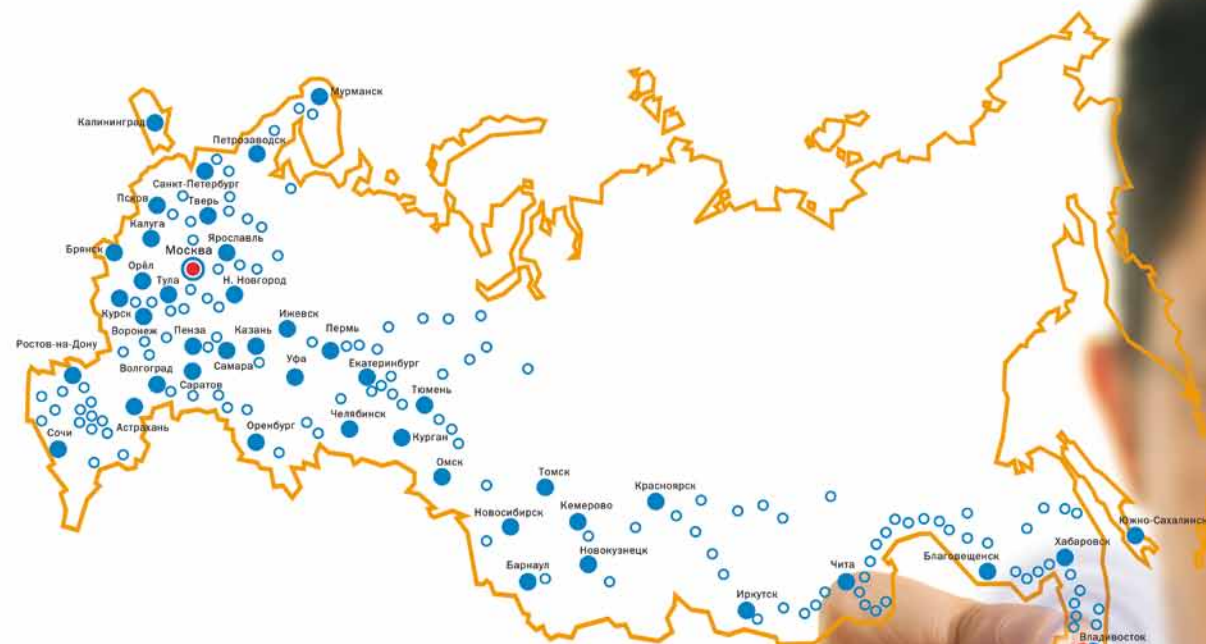 Мурманск
Калининград
Петрозаводск
Санкт-Петербург
Псков
Тверь
Калуга
Брянск
Москва
Ярославль
Орёл
Тула
Н. Новгород
Курск
Воронеж
Пенза
Казань
Ижевск
Пермь
Ростов-на-Дону
Волгоград
Саратов
Самара
Уфа
Екатеринбург
Тюмень
Астрахань
Сочи
Оренбург
Челябинск
Курган
Омск
Томск
Красноярск
Кемерово
Новосибирск
Новокузнецк
Барнаул
Иркутск
Чита
Благовещенск
Хабаровск
Южно-Сахалинск
Владивосток